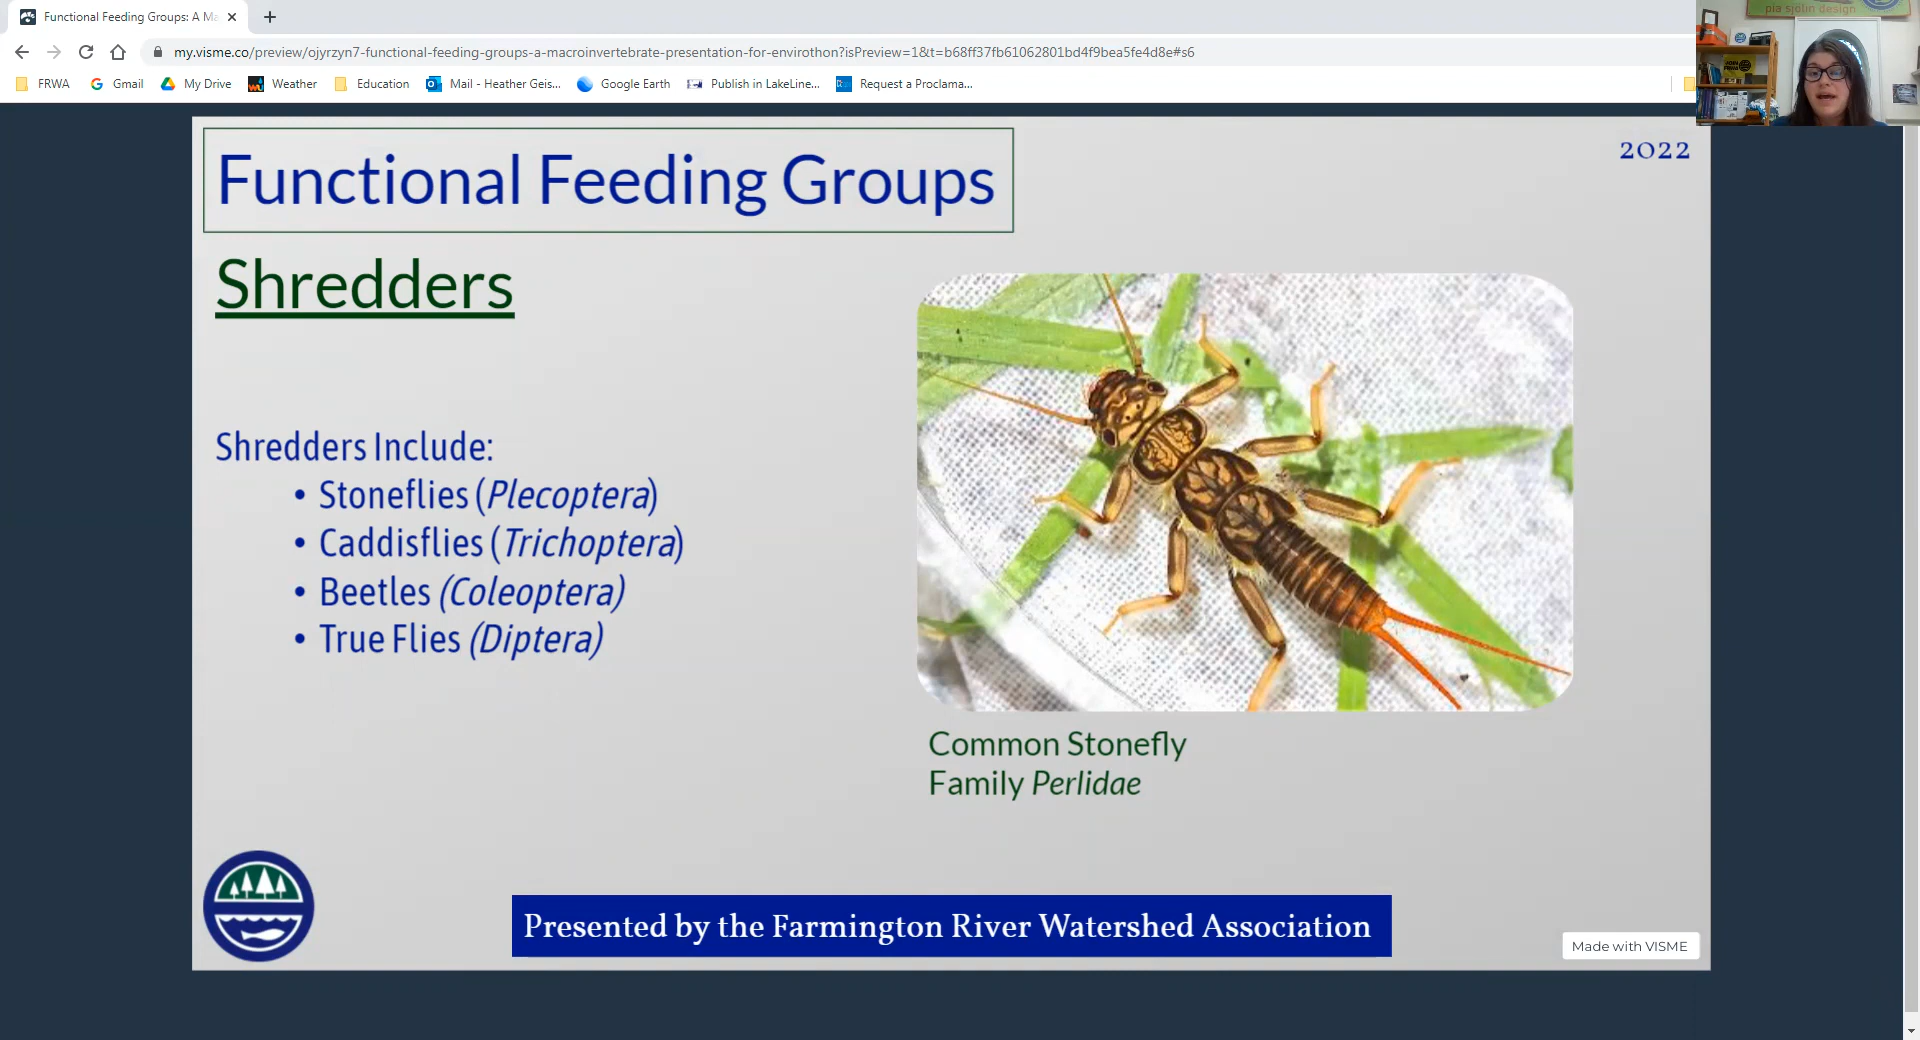 Functional Feeding Groups: A Ma
my.visme.co/preview/ojyrzyn7-functional-feeding-groups-a-macroinvertebrate-presentation-for-envirothon?isPreview=1&t=b68ff37fb61062801bd4f9bea5fe4d8e#s6
FRWA Gmail My Drive Weather Education Mail - Heather Geis... Google Earth Publish in LakeLine... Request a Proclama...
pia sjolin design
2022
Functional Feeding Groups
Shredders
Shredders Include:
• Stoneflies (Plecoptera)
• Caddisflies (Trichoptera)
• Beetles (Coleoptera)
• True Flies (Diptera)
Common Stonefly
Family Perlidae
Presented by the Farmington River Watershed Association
Made with VISME